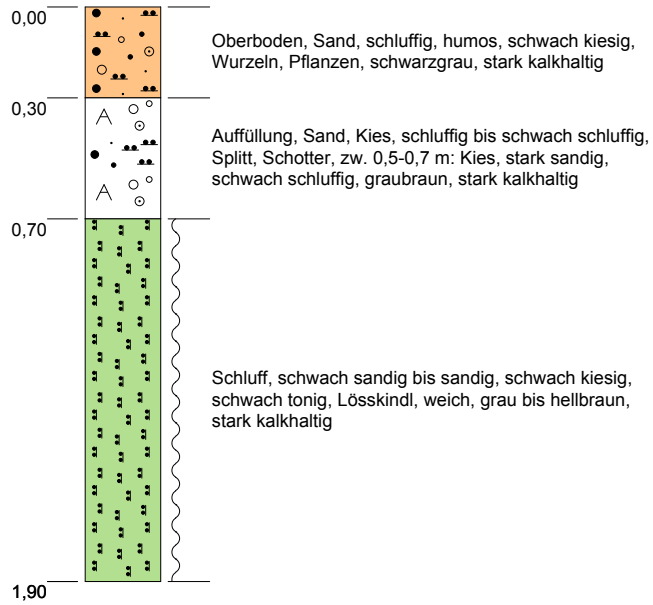 0,00
Oberboden, Sand, schluffig, humos, schwach kiesig,
Wurzeln, Pflanzen, schwarzgrau, stark kalkhaltig
0,30
Auffüllung, Sand, Kies, schluffig bis schwach schluffig,
Splitt, Schotter, zw. 0,5-0,7 m: Kies, stark sandig,
schwach schluffig, graubraun, stark kalkhaltig
0,70
Schluff, schwach sandig bis sandig, schwach kiesig,
schwach tonig, Lösskindl, weich, grau bis hellbraun,
stark kalkhaltig
1,90